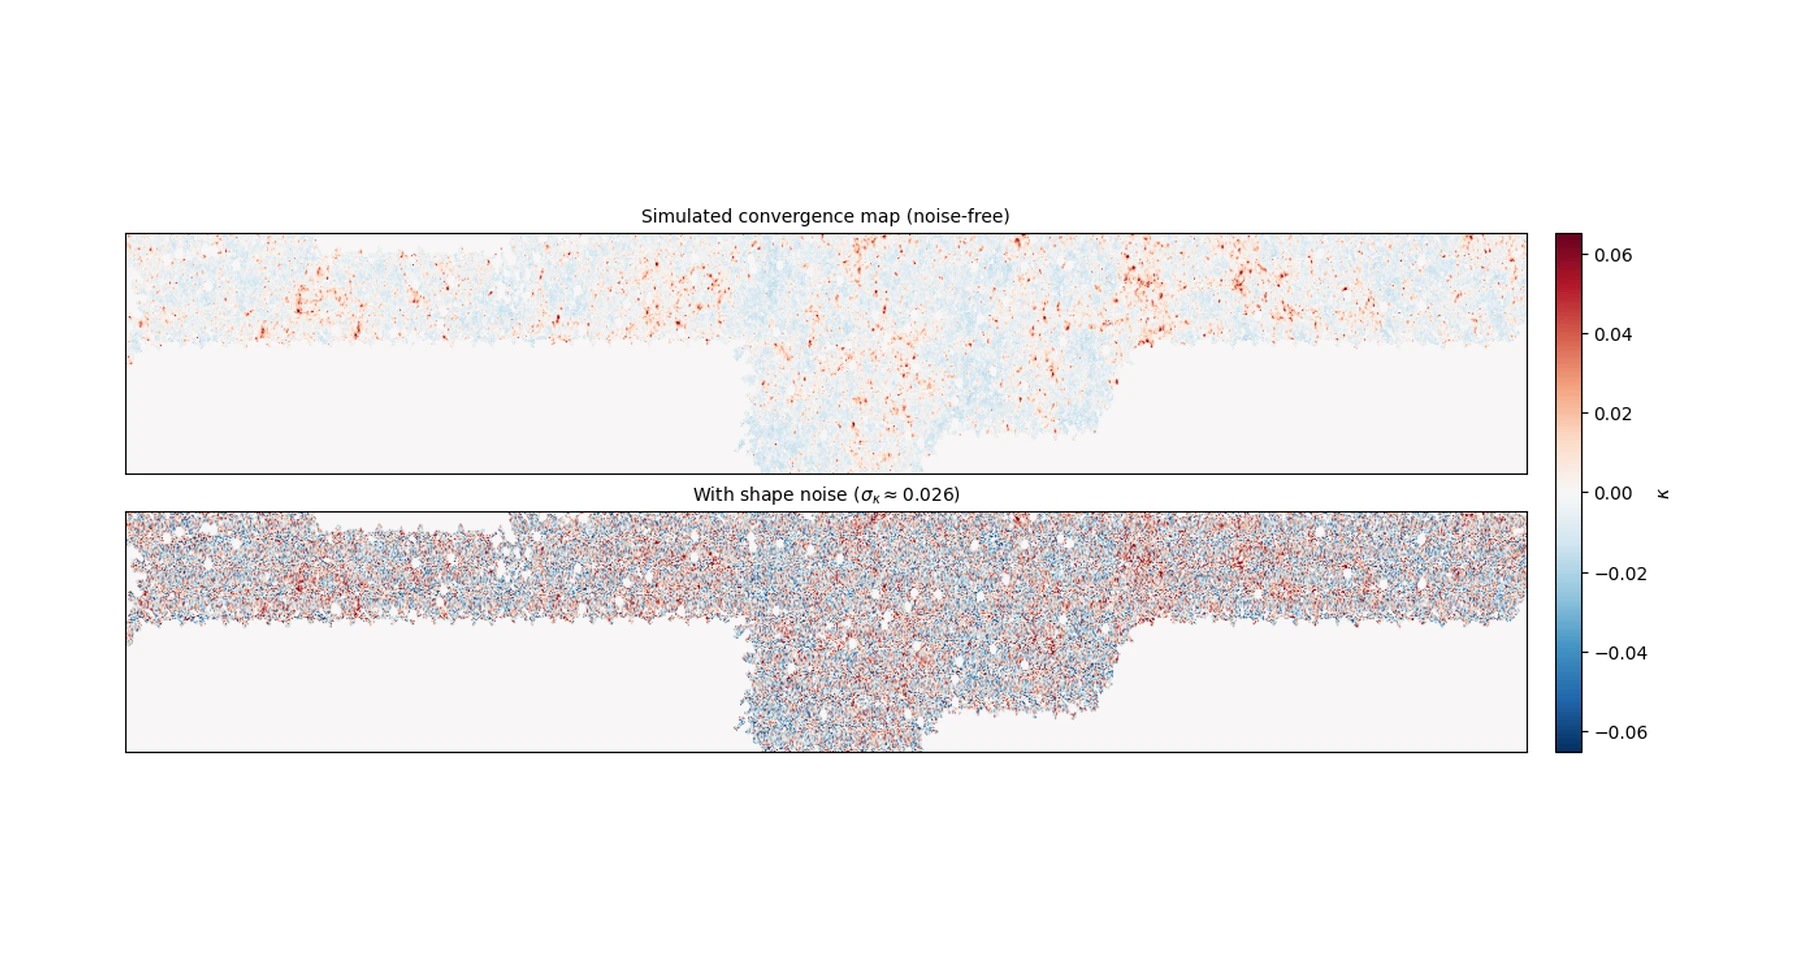 Simulated convergence map (noise-free)
With shape noise (σκ ≈ 0.026)
0.06
0.04
0.02
0.00
−0.02
−0.04
−0.06
κ